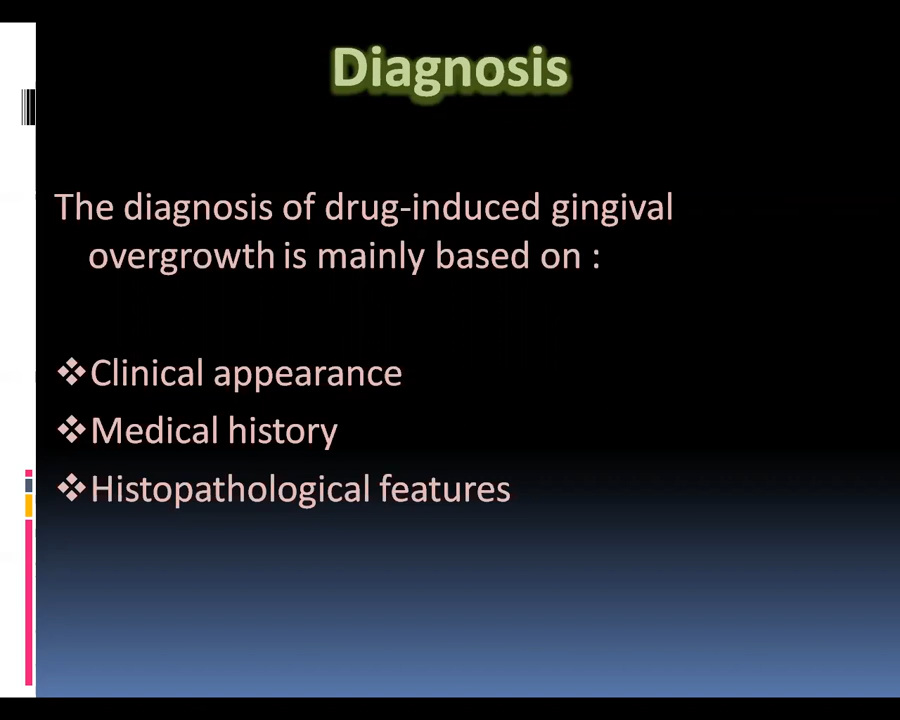 Diagnosis
The diagnosis of drug-induced gingival
overgrowth is mainly based on :
❖Clinical appearance
❖Medical history
❖Histopathological features